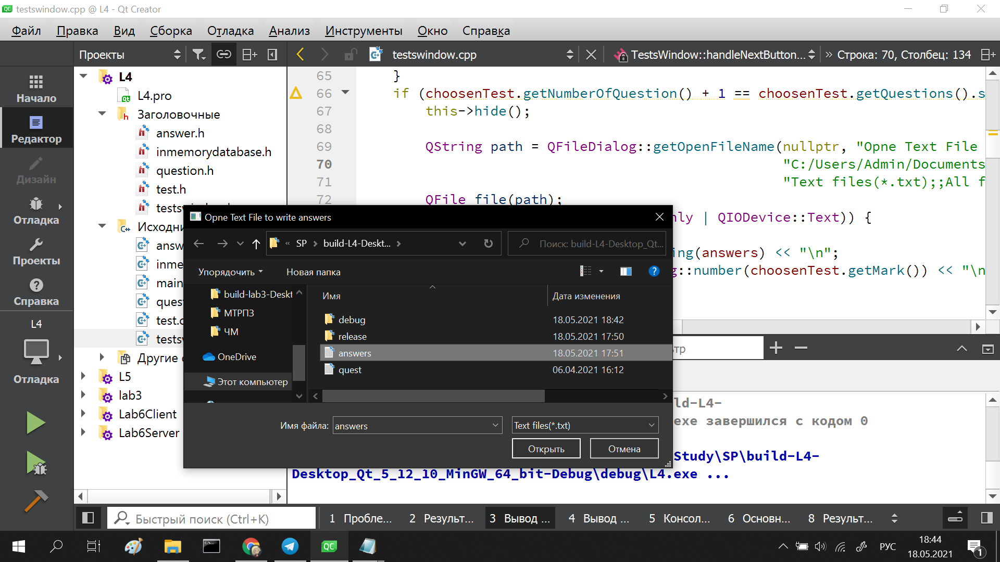 testswindow.cpp @ L4 - Qt Creator
Файл Правка Вид Сборка Отладка Анализ Инструменты Окно Справка
Проекты
testswindow.cpp
TestsWindow::handleNextButton...
» Строка: 70, Столбец: 134
Начало
Редактор
Дизайн
Отладка
Проекты
Справка
L4
Отладка
L4
L4.pro
Заголовочные
answer.h
inmemorydatabase.h
question.h
test.h
tests
Исходни
answ
inme
main
quest
test.c
tests
Другие
L5
lab3
Lab6Client
Lab6Server
65 }
66 if (choosenTest.getNumberOfQuestion() + 1 == choosenTest.getQuestions().s
67 this->hide();
68
69 QString path = QFileDialog::getOpenFileName(nullptr, "Opne Text File
70 "C:/Users/Admin/Documents
71 "Text files(*.txt);;All f
72 QFile file(path);
nly | QIODevice::Text)) {
ing(answers) << "\n";
g::number(choosenTest.getMark()) << "\n
Opne Text File to write answers
« SP › build-L4-Deskt... ›
Поиск: build-L4-Desktop_Qt...
Упорядочить Новая папка
build-lab3-Deskt
МТРПЗ
ЧМ
OneDrive
Этот компьютер
Имя Дата изменения
debug 18.05.2021 18:42
release 18.05.2021 17:50
answers 18.05.2021 17:51
quest 06.04.2021 16:12
Имя файла: answers
Text files(*.txt)
Открыть Отмена
тр
ld-L4-
exe завершился с кодом 0
Study\SP\build-L4-
Desktop_Qt_5_12_10_MinGW_64_bit-Debug\debug\L4.exe ...
Быстрый поиск (Ctrl+K)
1 Пробле... 2 Результ... 3 Вывод ... 4 Вывод ... 5 Консол... 6 Основн... 8 Результ...
РУС
18:44
18.05.2021
1